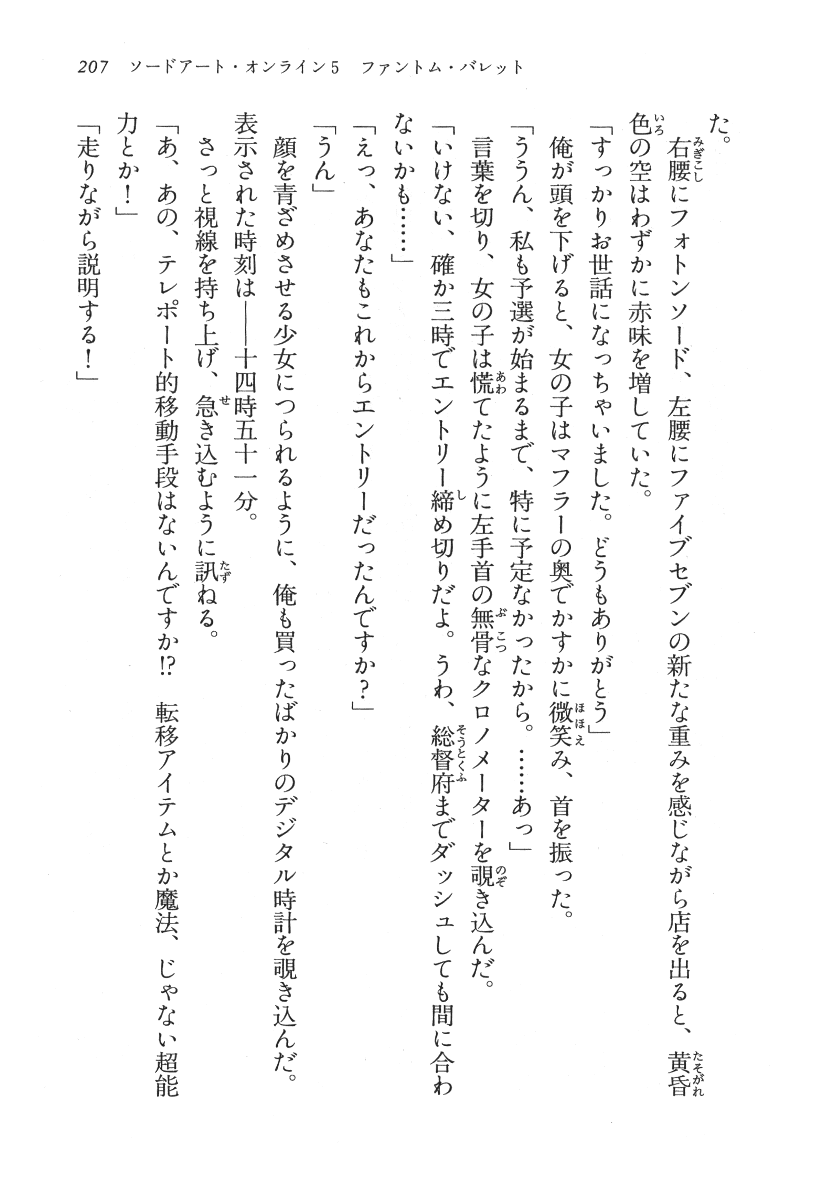 207　ソードアート・オンライン5　ファントム・バレット
た。
　右腰にフォトンソード、左腰にファイブセブンの新たな重みを感じながら店を出ると、黄昏
色の空はわずかに赤味を増していた。
「すっかりお世話になっちゃいました。どうもありがとう」
　俺が頭を下げると、女の子はマフラーの奥でかすかに微笑み、首を振った。
「ううん、私も予選が始まるまで、特に予定なかったから。……あっ」
　言葉を切り、女の子は慌てたように左手首の無骨なクロノメーターを覗き込んだ。
「いけない、確か三時でエントリー締め切りだよ。うわ、総督府までダッシュしても間に合わ
ないかも……」
「えっ、あなたもこれからエントリーだったんですか？」
「うん」
　顔を青ざめさせる少女につられるように、俺も買ったばかりのデジタル時計を覗き込んだ。
表示された時刻は――十四時五十一分。
　さっと視線を持ち上げ、急き込むように訊ねる。
「あ、あの、テレポート的移動手段はないんですか!?　転移アイテムとか魔法、じゃない超能
力とか！」
「走りながら説明する！」